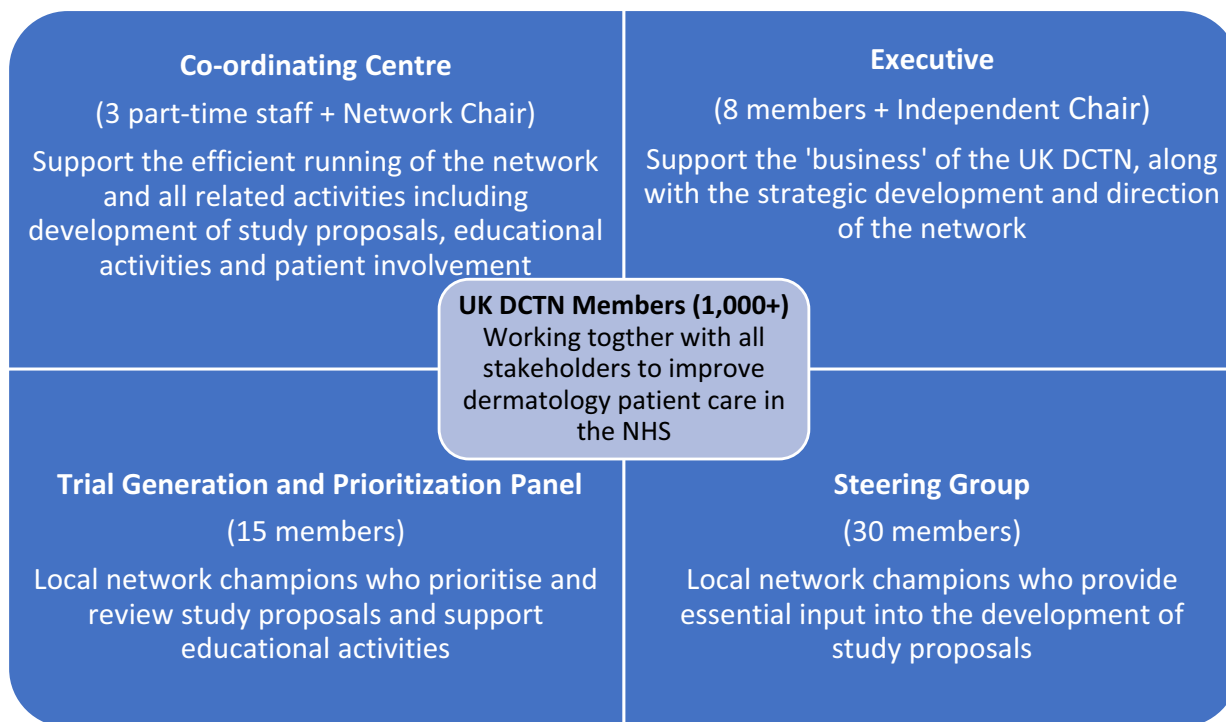 Co-ordinating Centre
(3 part-time staff + Network Chair)
Support the efficient running of the network
and all related activities including
development of study proposals, educational
activities and patient involvement
Executive
(8 members + Independent Chair)
Support the 'business' of the UK DCTN, along
with the strategic development and direction
of the network
UK DCTN Members (1,000+)
Working togther with all
stakeholders to improve
dermatology patient care in
the NHS
Trial Generation and Prioritization Panel
(15 members)
Local network champions who prioritise and
review study proposals and support
educational activities
Steering Group
(30 members)
Local network champions who provide
essential input into the development of
study proposals